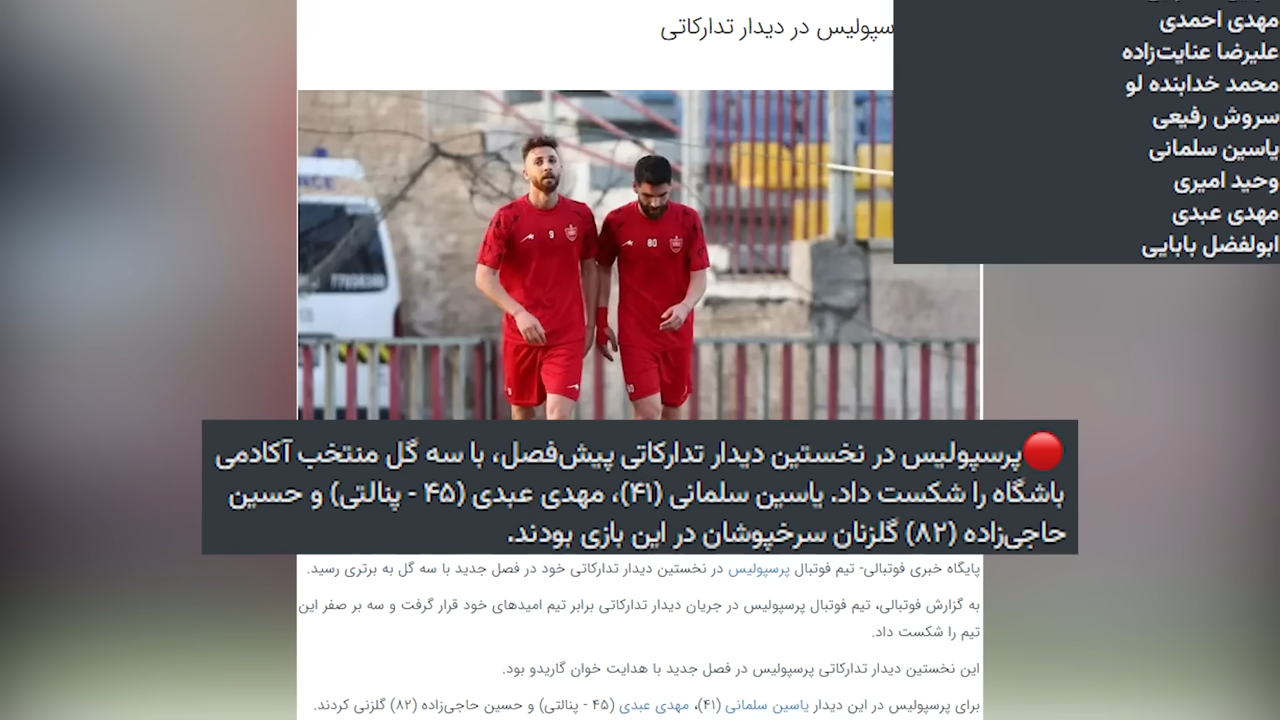 سپولیس در دیدار تدارکاتی
مهدی احمدی
علیرضا عنایت‌زاده
محمد خدابنده لو
سروش رفیعی
یاسین سلمانی
وحید امیری
مهدی عبدی
ابولفضل بابایی
9
80
پرسپولیس در نخستین دیدار تدارکاتی پیش‌فصل، با سه گل منتخب آکادمی
باشگاه را شکست داد. یاسین سلمانی (۴۱)، مهدی عبدی (۴۵ - پنالتی) و حسین
حاجی‌زاده (۸۲) گلزنان سرخپوشان در این بازی بودند.
پایگاه خبری فوتبالی- تیم فوتبال پرسپولیس در نخستین دیدار تدارکاتی خود در فصل جدید با سه گل به برتری رسید.
به گزارش فوتبالی، تیم فوتبال پرسپولیس در جریان دیدار تدارکاتی برابر تیم امیدهای خود قرار گرفت و سه بر صفر این
تیم را شکست داد.
این نخستین دیدار تدارکاتی پرسپولیس در فصل جدید با هدایت خوان گاریدو بود.
برای پرسپولیس در این دیدار یاسین سلمانی (۴۱)، مهدی عبدی (۴۵ - پنالتی) و حسین حاجی‌زاده (۸۲) گلزنی کردند.